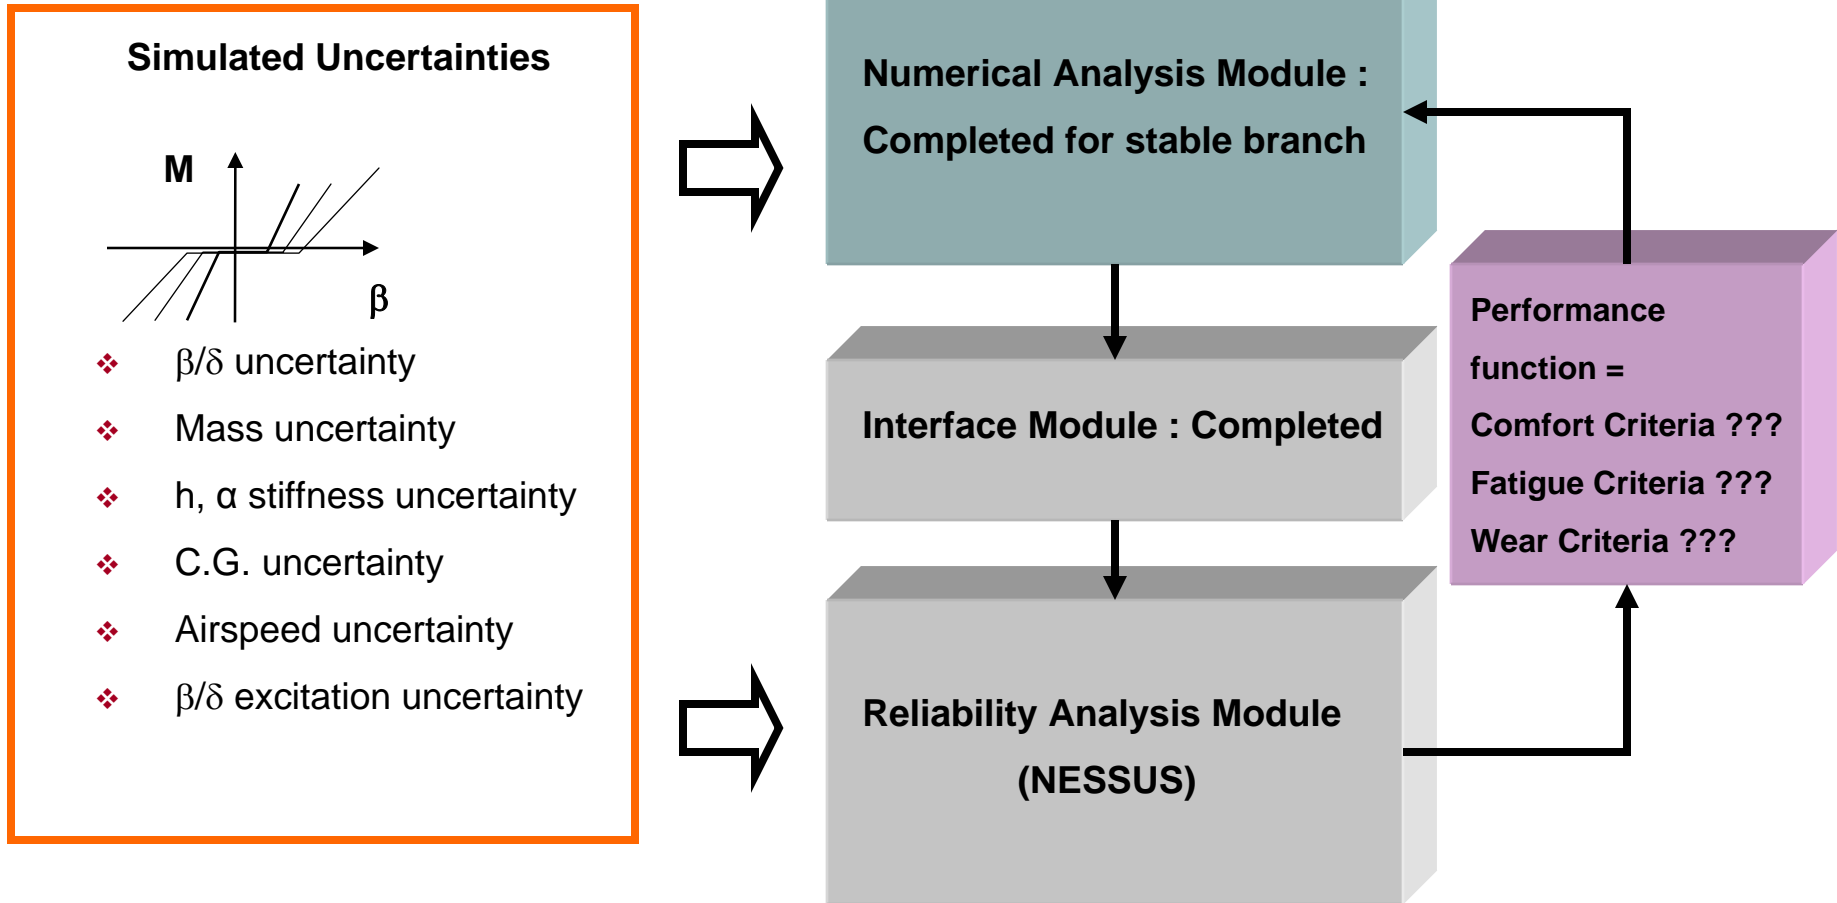 Simulated Uncertainties
M
β
β/δ uncertainty
Mass uncertainty
h, α stiffness uncertainty
C.G. uncertainty
Airspeed uncertainty
β/δ excitation uncertainty
Numerical Analysis Module :
Completed for stable branch
Interface Module : Completed
Reliability Analysis Module
(NESSUS)
Performance
function =
Comfort Criteria ???
Fatigue Criteria ???
Wear Criteria ???